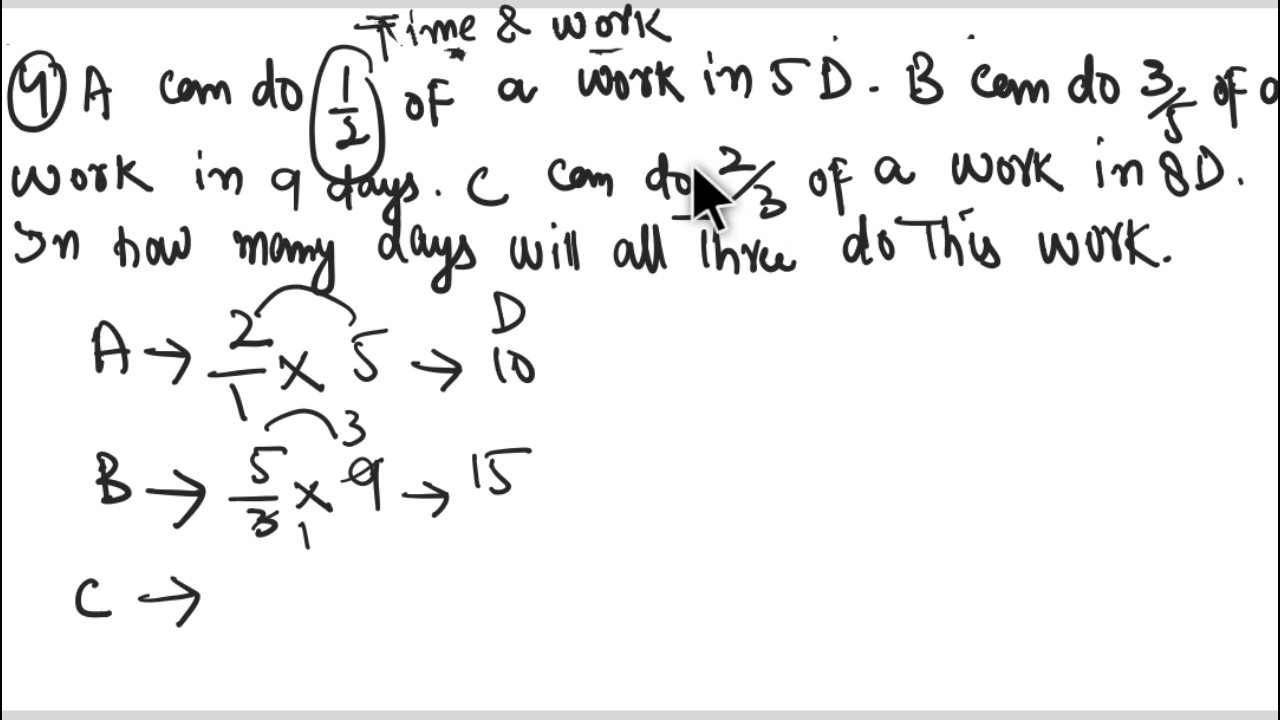 Time & work
4 A can do 1/2 of a work in 5 D. B can do 3/5 of a
work in 9 days. C can do 2/3 of a work in 8 D.
In how many days will all three do This work.
D
A → 2/1 × 5 → 10
3
B → 5/3 × 9 → 15
1
C →